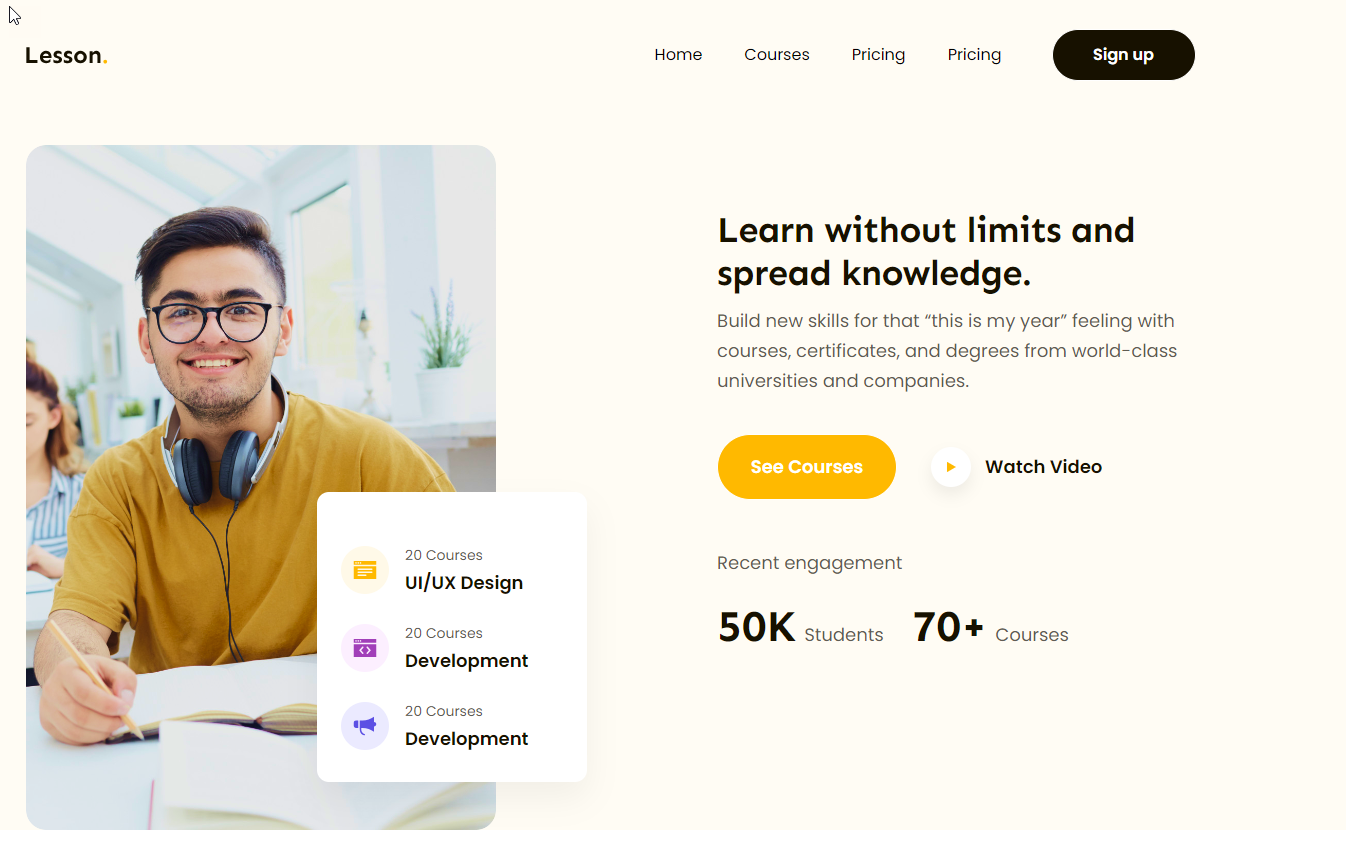 Lesson.
Home Courses Pricing Pricing Sign up
Learn without limits and
spread knowledge.
Build new skills for that “this is my year” feeling with
courses, certificates, and degrees from world-class
universities and companies.
See Courses Watch Video
20 Courses
UI/UX Design
20 Courses
Development
20 Courses
Development
Recent engagement
50K Students 70+ Courses